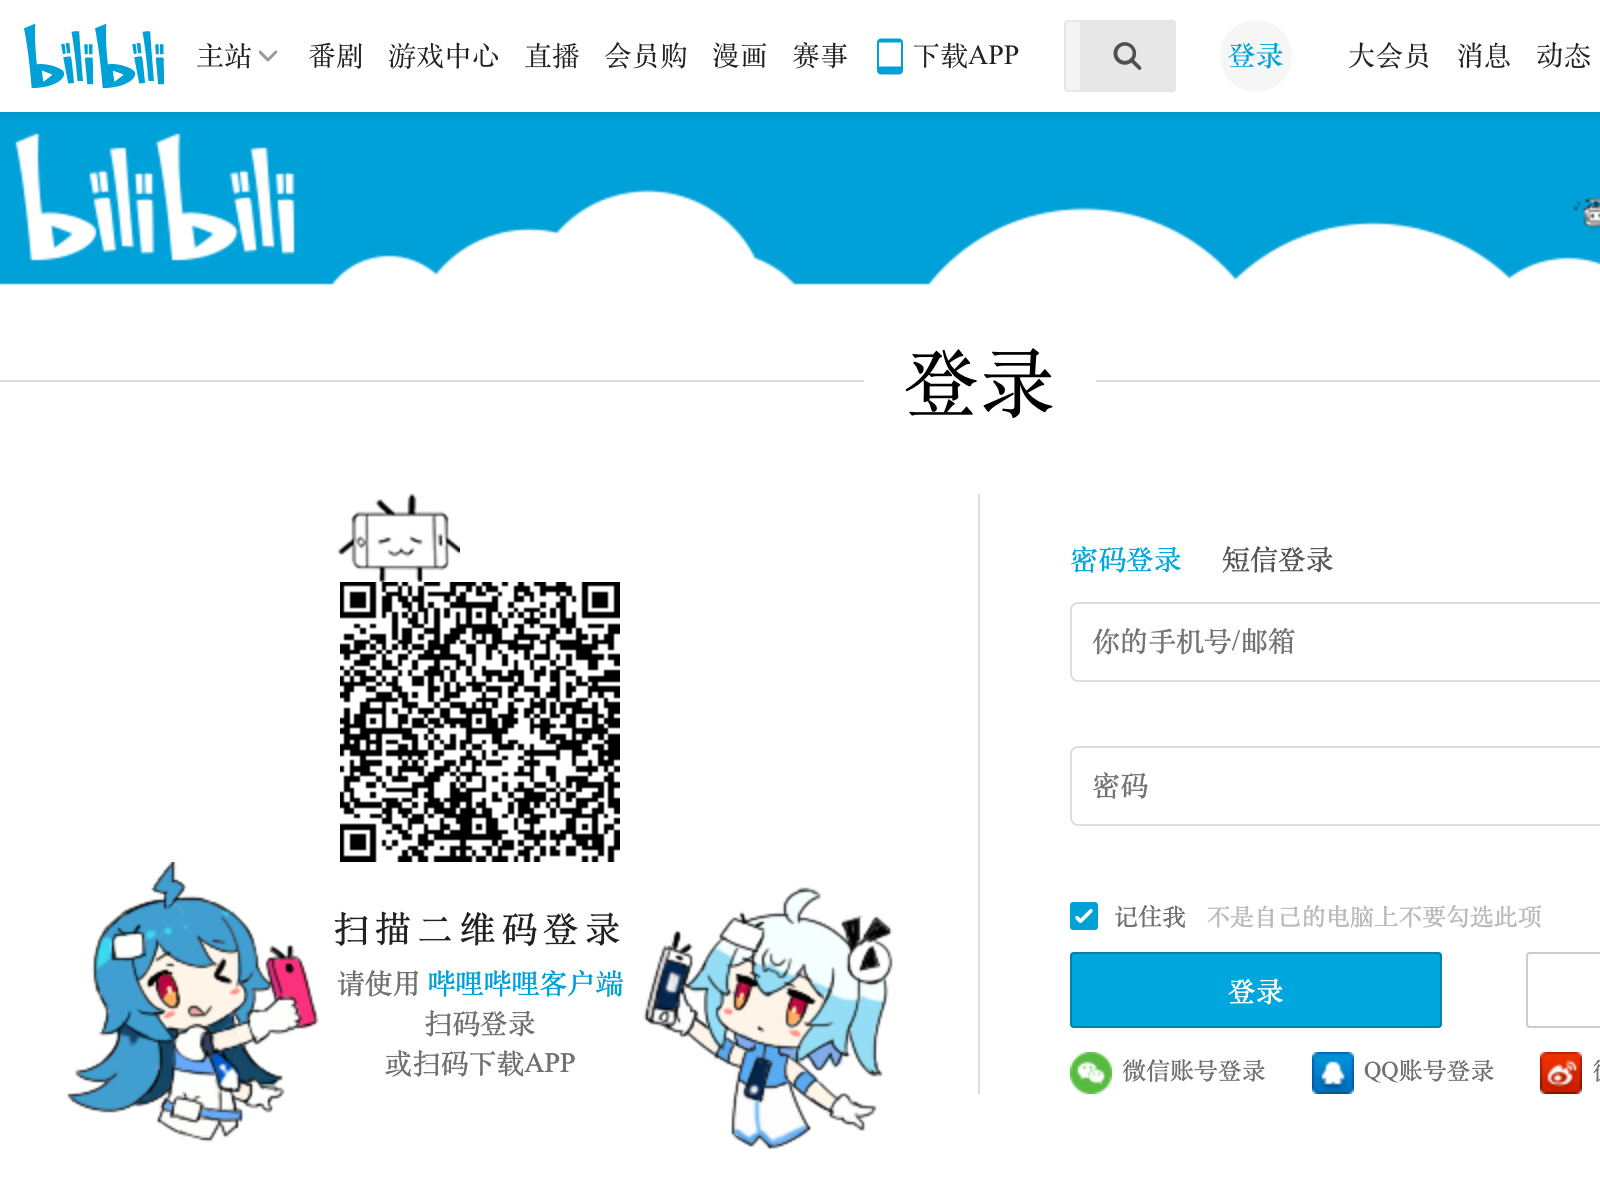 bilibili 主站 番剧 游戏中心 直播 会员购 漫画 赛事 下载APP 登录 大会员 消息 动态
bilibili
登录
密码登录 短信登录
你的手机号/邮箱
密码
记住我 不是自己的电脑上不要勾选此项
登录
微信账号登录 QQ账号登录
扫描二维码登录
请使用 哔哩哔哩客户端
扫码登录
或扫码下载APP